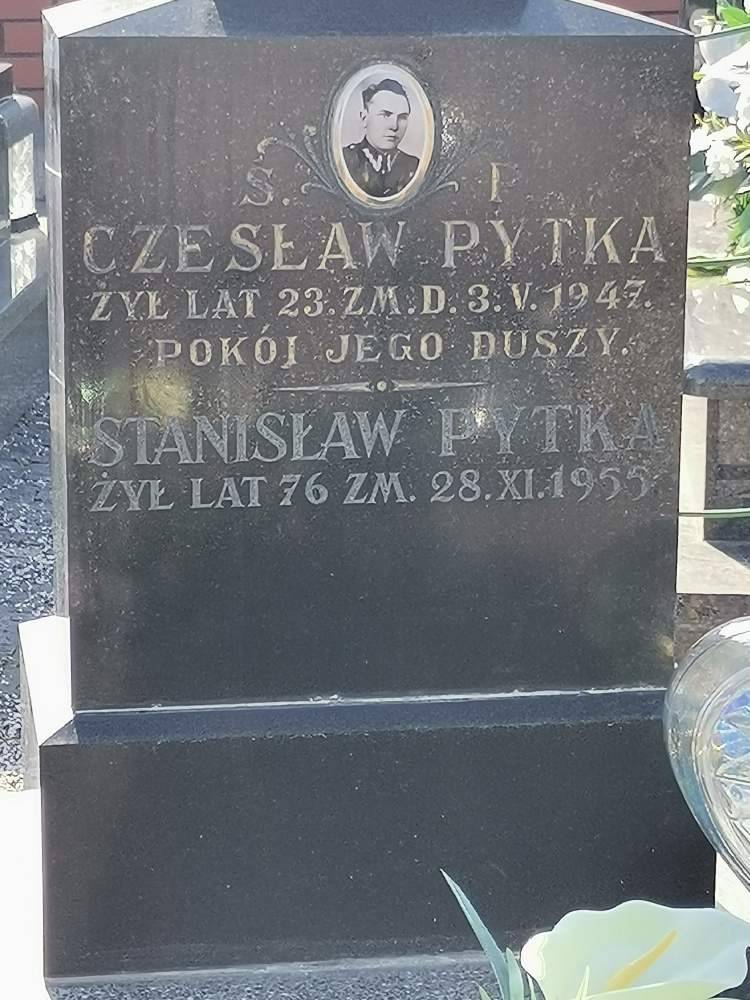 Ś. P.
CZESŁAW PYTKA
ŻYŁ LAT 23. ZM. D. 3. V. 1947.
POKÓJ JEGO DUSZY.
STANISŁAW PYTKA
ŻYŁ LAT 76 ZM. 28. XI. 1955